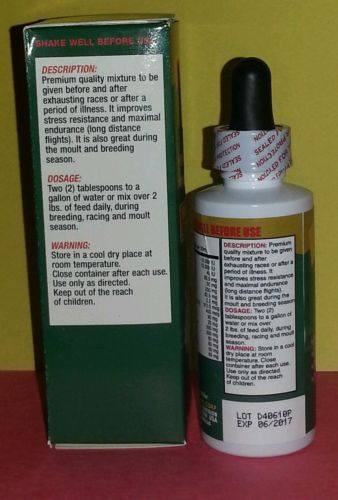 SHAKE WELL BEFORE USE
DESCRIPTION:
Premium quality mixture to be
given before and after
exhausting races or after a
period of illness. It improves
stress resistance and maximal
endurance (long distance
flights). It is also great during
the moult and breeding
season.
DOSAGE:
Two (2) tablespoons to a
gallon of water or mix over 2
lbs. of feed daily, during
breeding, racing and moult
season.
WARNING:
Store in a cool dry place at
room temperature.
Close container after each use.
Use only as directed.
Keep out of the reach
of children.
WELL BEFORE USE
DESCRIPTION: Premium
quality mixture to be given
before and after
exhausting races or after a
period of illness. It improves
stress resistance and
maximal endurance
(long distance flights).
It is also great during the
moult and breeding season.
DOSAGE: Two (2)
tablespoons to a gallon of
water or mix over
2 lbs. of feed daily, during
breeding, racing and moult
season.
WARNING: Store in a cool
dry place at room
temperature. Close
container after each use.
Use only as directed.
Keep out of the reach
of children.
LOT D40610P
EXP 06/2017